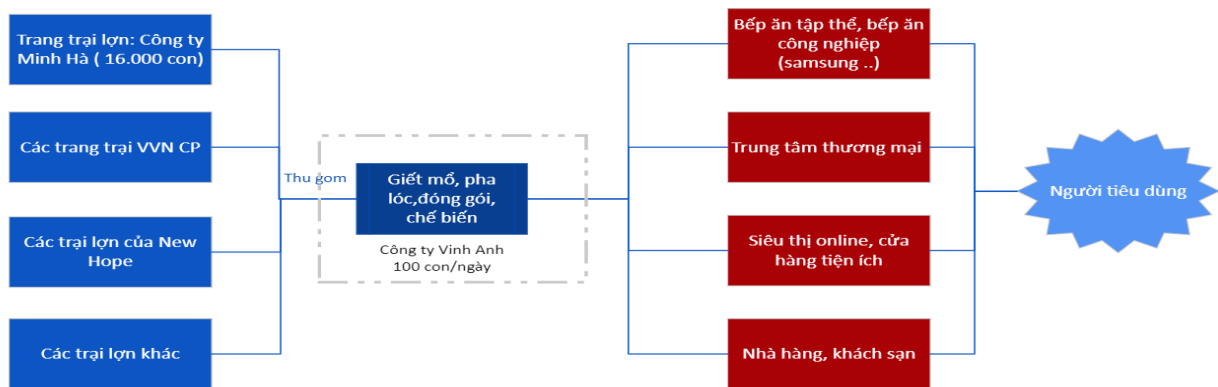 Trang trại lợn: Công ty
Minh Hà ( 16.000 con)
Các trang trại VVN CP
Các trại lợn của New
Hope
Các trại lợn khác
Thu gom
Giết mổ, pha
lóc,đóng gói,
chế biến
Công ty Vinh Anh
100 con/ngày
Bếp ăn tập thể, bếp ăn
công nghiệp
(samsung ..)
Trung tâm thương mại
Siêu thị online, cửa
hàng tiện ích
Nhà hàng, khách sạn
Người tiêu dùng